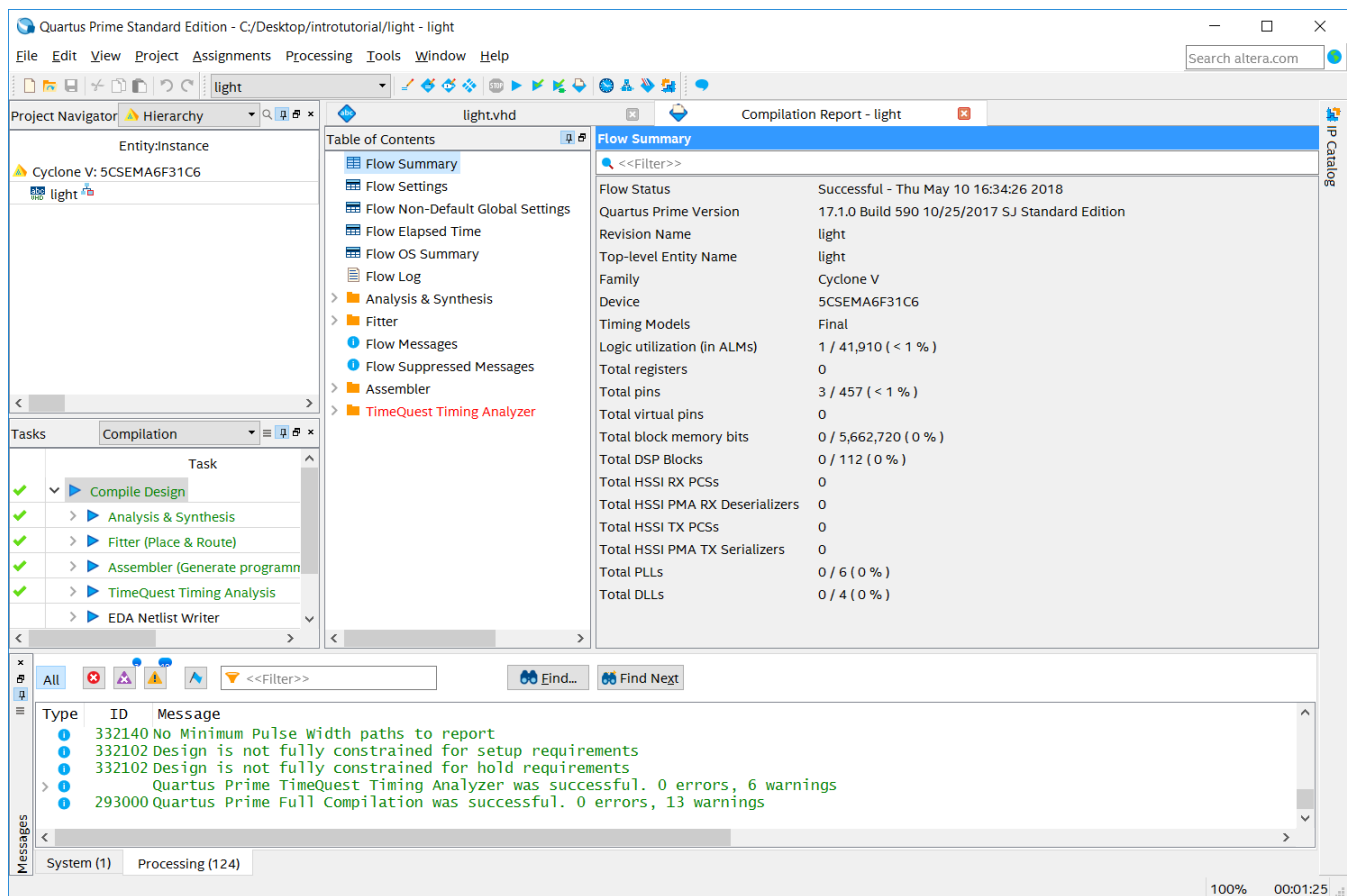 Quartus Prime Standard Edition - C:/Desktop/introtutorial/light - light
File Edit View Project Assignments Processing Tools Window Help
Search altera.com
light
Project Navigator Hierarchy
Entity:Instance
Cyclone V: 5CSEMA6F31C6
light
Tasks Compilation
Task
Compile Design
Analysis & Synthesis
Fitter (Place & Route)
Assembler (Generate programm
TimeQuest Timing Analysis
EDA Netlist Writer
light.vhd
Compilation Report - light
Table of Contents
Flow Summary
Flow Settings
Flow Non-Default Global Settings
Flow Elapsed Time
Flow OS Summary
Flow Log
Analysis & Synthesis
Fitter
Flow Messages
Flow Suppressed Messages
Assembler
TimeQuest Timing Analyzer
Flow Summary
<<Filter>>
Flow Status Successful - Thu May 10 16:34:26 2018
Quartus Prime Version 17.1.0 Build 590 10/25/2017 SJ Standard Edition
Revision Name light
Top-level Entity Name light
Family Cyclone V
Device 5CSEMA6F31C6
Timing Models Final
Logic utilization (in ALMs) 1 / 41,910 ( < 1 % )
Total registers 0
Total pins 3 / 457 ( < 1 % )
Total virtual pins 0
Total block memory bits 0 / 5,662,720 ( 0 % )
Total DSP Blocks 0 / 112 ( 0 % )
Total HSSI RX PCSs 0
Total HSSI PMA RX Deserializers 0
Total HSSI TX PCSs 0
Total HSSI PMA TX Serializers 0
Total PLLs 0 / 6 ( 0 % )
Total DLLs 0 / 4 ( 0 % )
IP Catalog
All <<Filter>> Find... Find Next
Type ID Message
332140 No Minimum Pulse Width paths to report
332102 Design is not fully constrained for setup requirements
332102 Design is not fully constrained for hold requirements
Quartus Prime TimeQuest Timing Analyzer was successful. 0 errors, 6 warnings
293000 Quartus Prime Full Compilation was successful. 0 errors, 13 warnings
Messages
System (1) Processing (124)
100% 00:01:25